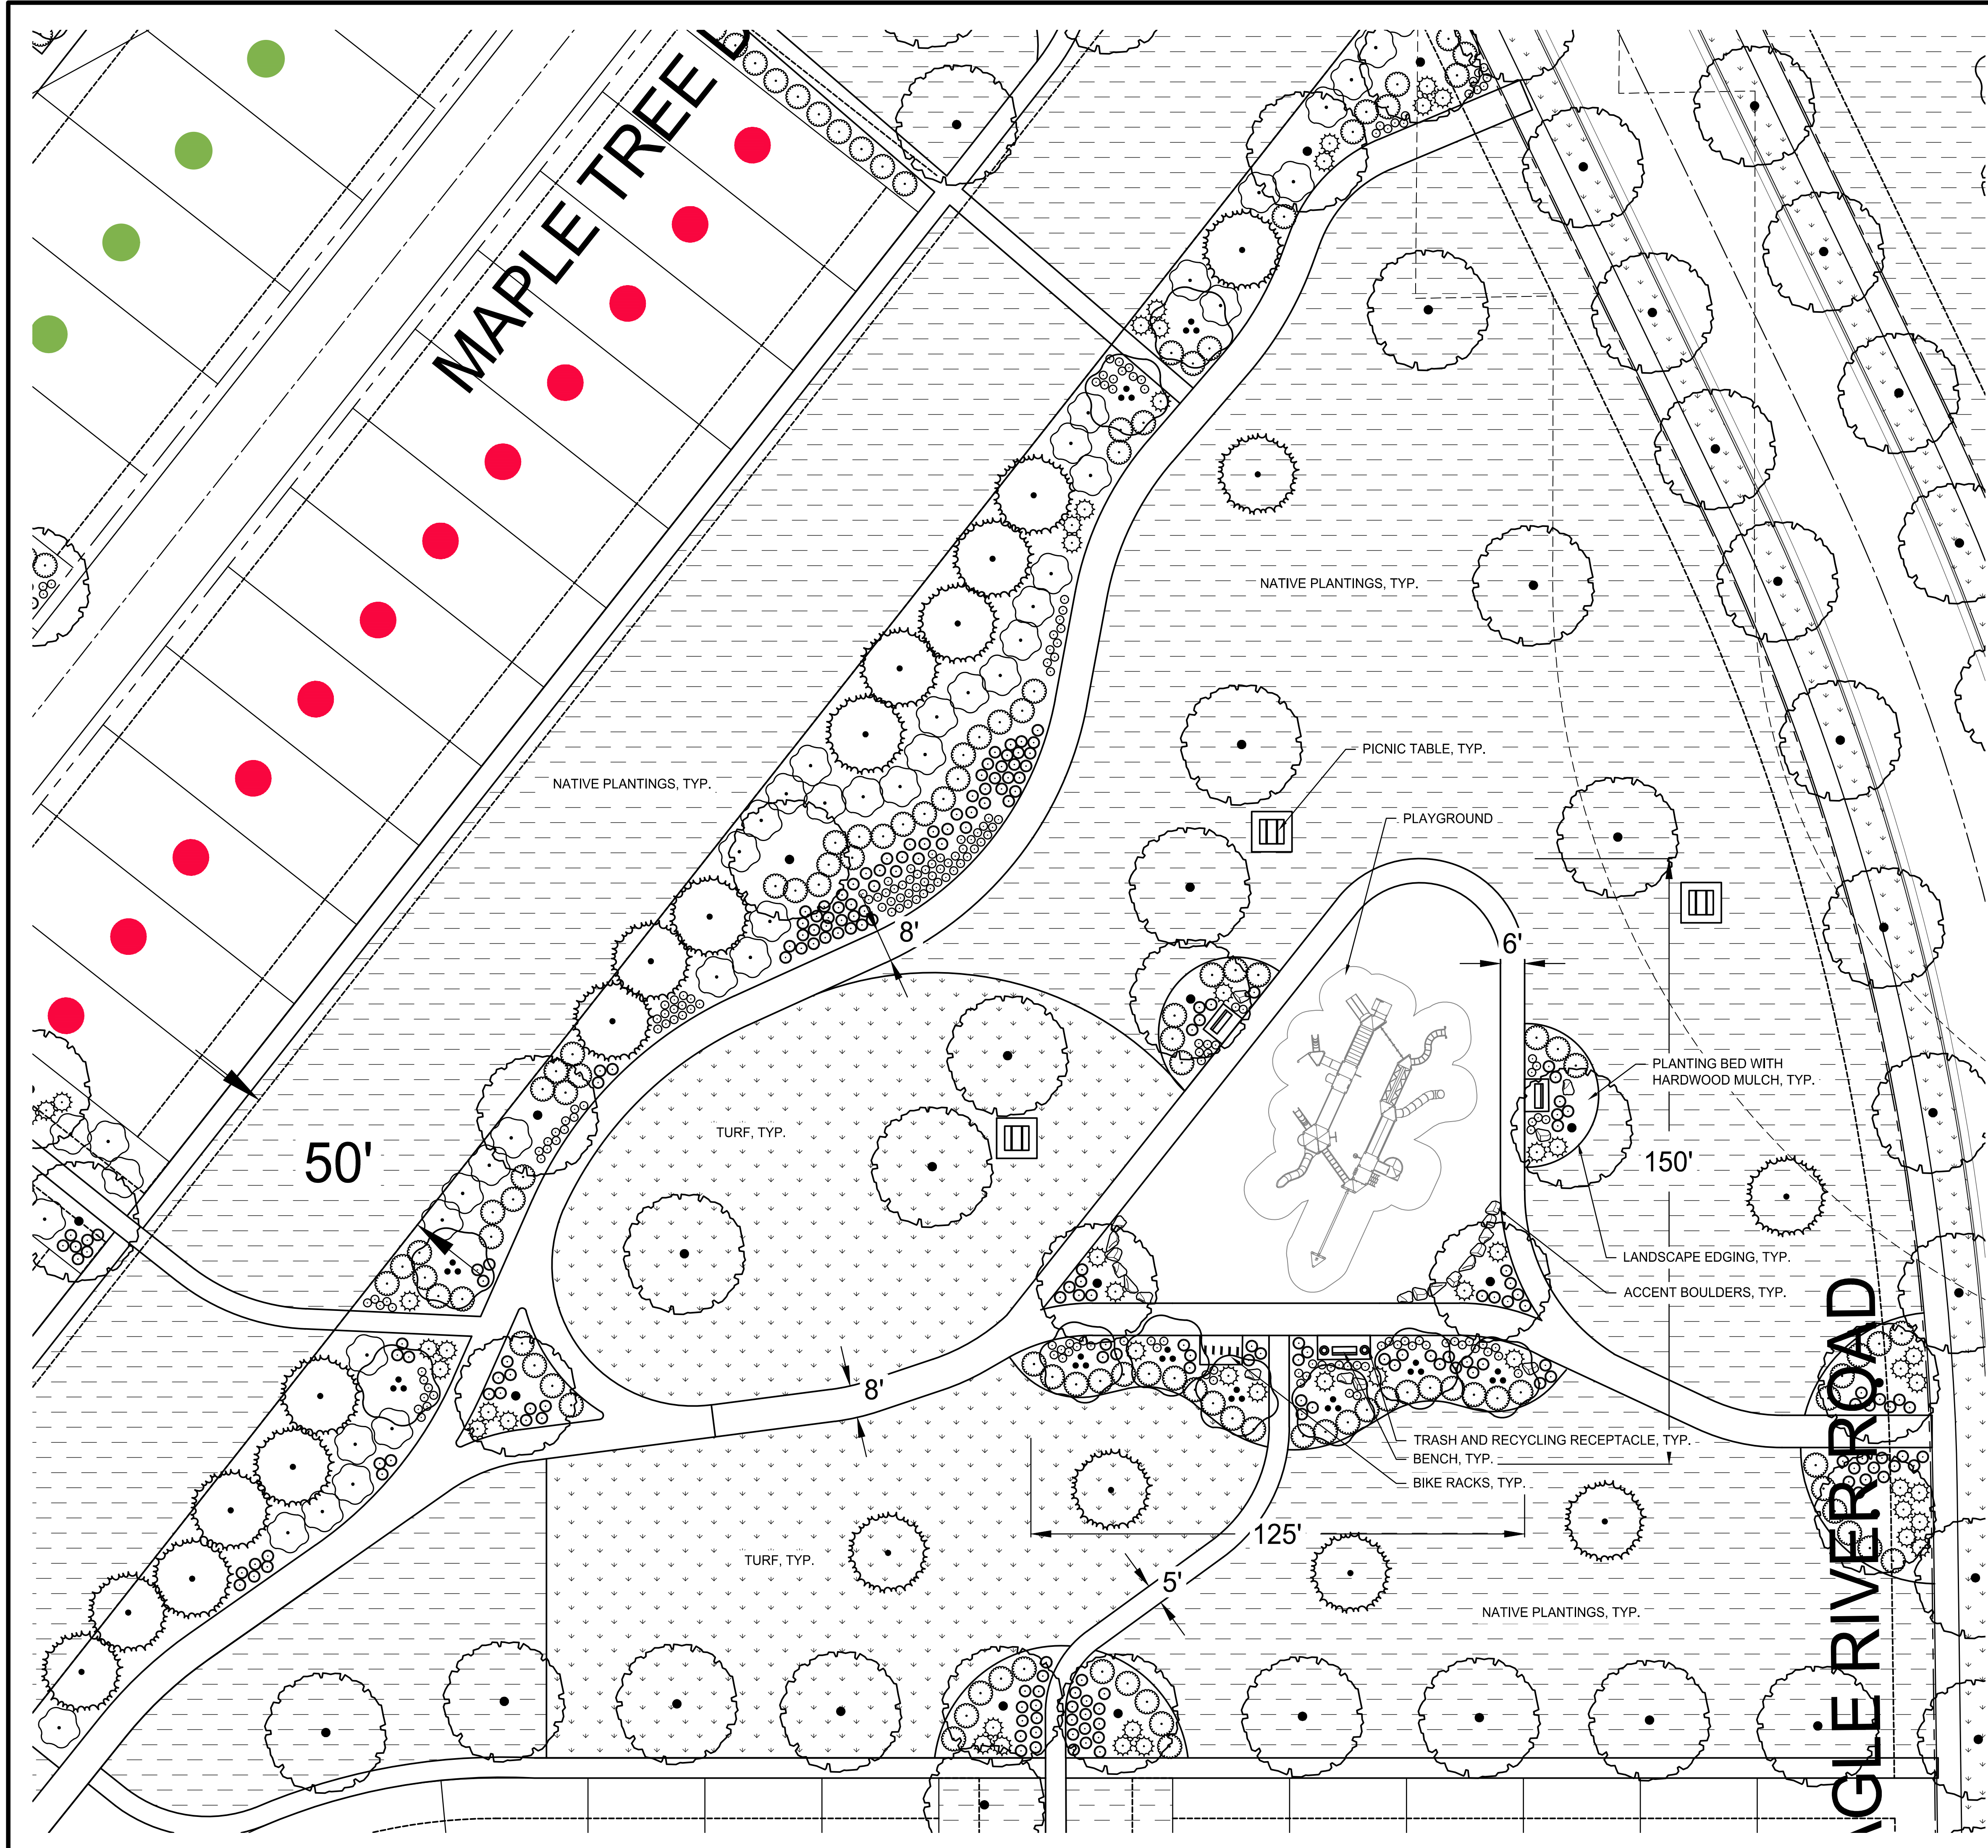 MAPLE TREE
NATIVE PLANTINGS, TYP.
PICNIC TABLE, TYP.
NATIVE PLANTINGS, TYP.
PLAYGROUND
8'
6'
PLANTING BED WITH
HARDWOOD MULCH, TYP.
TURF, TYP.
50'
150'
LANDSCAPE EDGING, TYP.
ACCENT BOULDERS, TYP.
8'
TRASH AND RECYCLING RECEPTACLE, TYP.
BENCH, TYP.
BIKE RACKS, TYP.
125'
TURF, TYP.
5'
NATIVE PLANTINGS, TYP.
AGLE RIVER ROAD